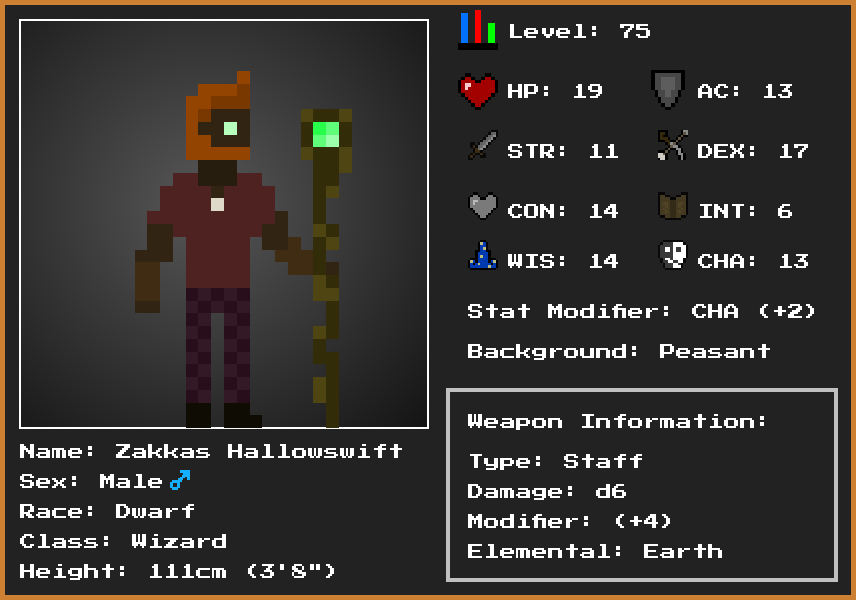 Level: 75
HP: 19
AC: 13
STR: 11
DEX: 17
CON: 14
INT: 6
WIS: 14
CHA: 13
Stat Modifier: CHA (+2)
Background: Peasant
Weapon Information:
Type: Staff
Damage: d6
Modifier: (+4)
Elemental: Earth
Name: Zakkas Hallowswift
Sex: Male ♂
Race: Dwarf
Class: Wizard
Height: 111cm (3'8")